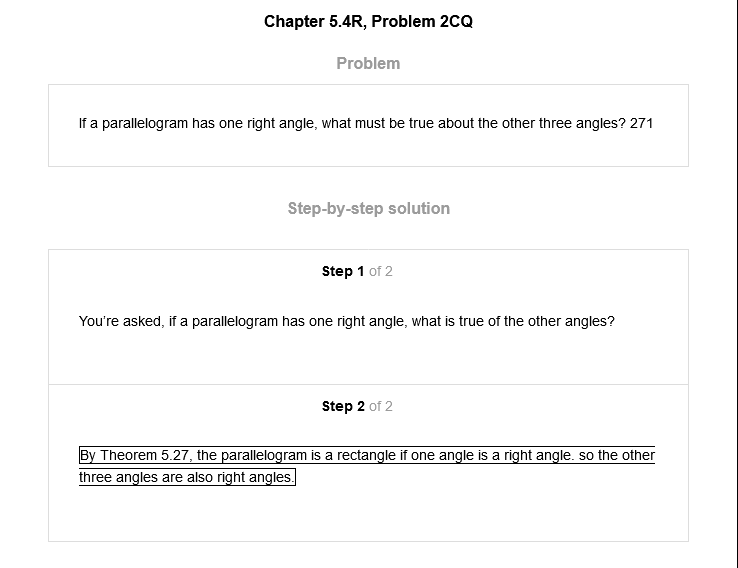 Chapter 5.4R, Problem 2CQ
Problem
If a parallelogram has one right angle, what must be true about the other three angles? 271
Step-by-step solution
Step 1 of 2
You’re asked, if a parallelogram has one right angle, what is true of the other angles?
Step 2 of 2
By Theorem 5.27, the parallelogram is a rectangle if one angle is a right angle. so the other
three angles are also right angles.